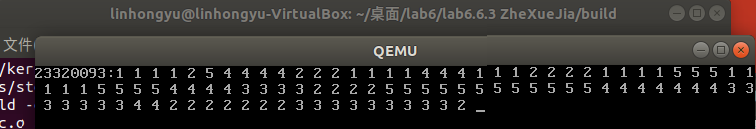 linhongyu@linhongyu-VirtualBox: ~/桌面/lab6/lab6.6.3 ZheXueJia/build
文件(
QEMU
23320093:1 1 1 1 2 5 4 4 4 4 2 2 2 1 1 1 1 4 4 4 1 1 1 2 2 2 2 1 1 1 1 5 5 5 1 1
1 1 1 5 5 5 5 4 4 4 4 3 3 3 3 2 2 2 2 5 5 5 5 5 5 5 5 5 5 5 5 4 4 4 4 4 4 4 3 3
3 3 3 3 3 4 4 2 2 2 2 2 2 2 3 3 3 3 3 3 3 3 3 2 _
/ker
s/st
ld -
c.o